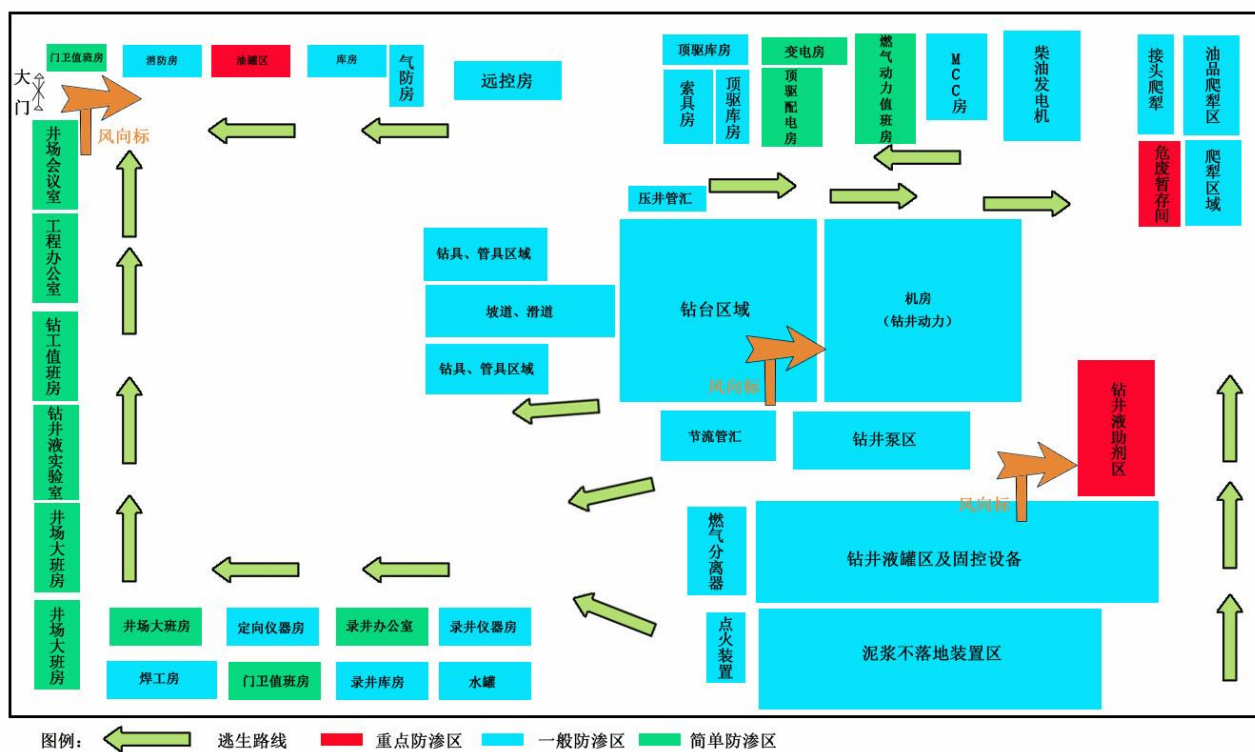 门卫值班房
消防房
油罐区
库房
气防房
远控房
顶驱库房
变电房
燃气动力值班房
MCC房
柴油发电机
接头爬犁
油品爬犁区
大门
风向标
索具房
顶驱库房
顶驱配电房
井场会议室
危废暂存间
爬犁区域
压井管汇
工程办公室
钻具、管具区域
坡道、滑道
钻具、管具区域
钻台区域
机房
（钻井动力）
风向标
钻工值班房
钻井液助剂区
节流管汇
钻井泵区
钻井液实验室
风向标
井场大班房
燃气分离器
钻井液罐区及固控设备
井场大班房
井场大班房
定向仪器房
录井办公室
录井仪器房
点火装置
泥浆不落地装置区
焊工房
门卫值班房
录井库房
水罐
图例：
逃生路线
重点防渗区
一般防渗区
简单防渗区